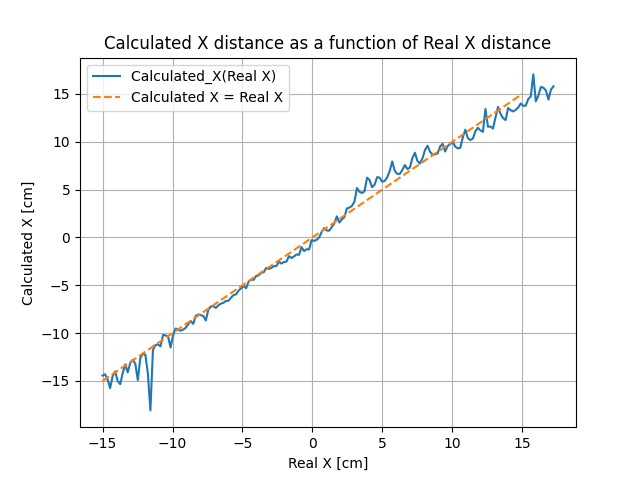 Calculated X distance as a function of Real X distance
Calculated_X(Real X)
Calculated X = Real X
15
10
5
0
−5
−10
−15
Calculated X [cm]
−15 −10 −5 0 5 10 15
Real X [cm]